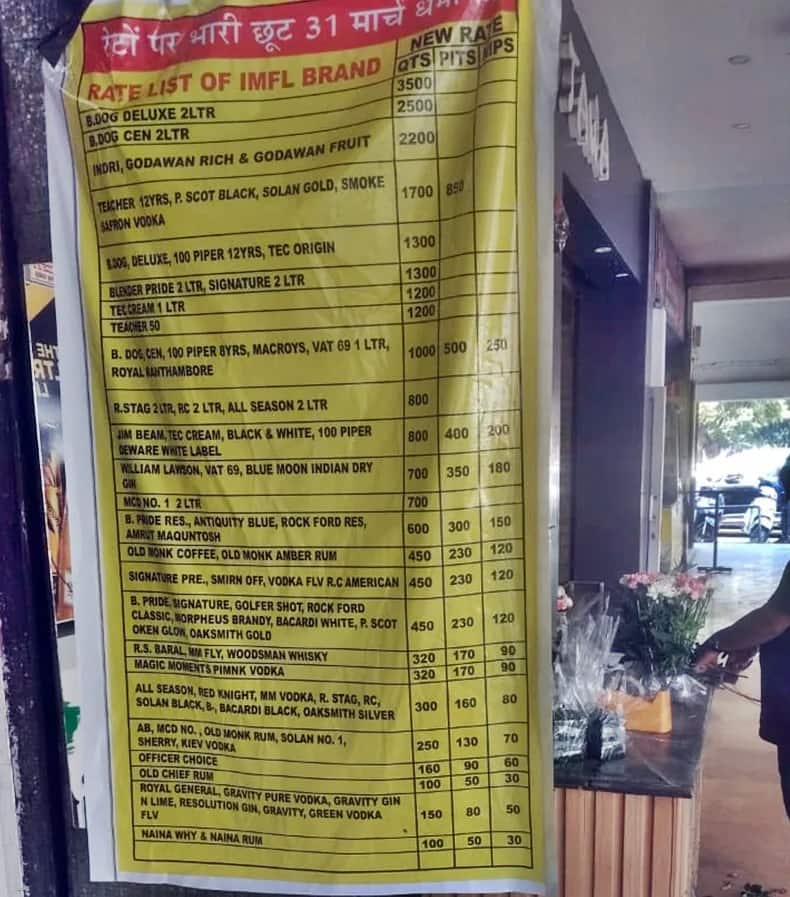 रेटों पर भारी छूट 31 मार्च
RATE LIST OF IMFL BRAND
NEW RATE
QTS PITS NIPS
3500
B.DOG DELUXE 2LTR 2500
B.DOG CEN 2LTR
INDRI, GODAWAN RICH & GODAWAN FRUIT 2200
TEACHER 12YRS, P. SCOT BLACK, SOLAN GOLD, SMOKE 1700 850
SAFRON VODKA
B.DOG, DELUXE, 100 PIPER 12YRS, TEC ORIGIN 1300
BLENDER PRIDE 2 LTR, SIGNATURE 2 LTR 1300
TEC CREAM 1 LTR 1200
TEACHER 50 1200
B. DOG, CEN, 100 PIPER 8YRS, MACROYS, VAT 69 1 LTR, 1000 500 250
ROYAL RANTHAMBORE
R.STAG 2 LTR, RC 2 LTR, ALL SEASON 2 LTR 800
JIM BEAM, TEC CREAM, BLACK & WHITE, 100 PIPER 800 400 200
DEWARE WHITE LABEL
WILLIAM LAWSON, VAT 69, BLUE MOON INDIAN DRY 700 350 180
GIN
MCD NO. 1 2 LTR 700
B. PRIDE RES., ANTIQUITY BLUE, ROCK FORD RES, 600 300 150
AMRUT MAQUNTOSH
OLD MONK COFFEE, OLD MONK AMBER RUM 450 230 120
SIGNATURE PRE., SMIRN OFF, VODKA FLV R.C AMERICAN 450 230 120
B. PRIDE, SIGNATURE, GOLFER SHOT, ROCK FORD
CLASSIC, MORPHEUS BRANDY, BACARDI WHITE, P. SCOT 450 230 120
OKEN GLOW, OAKSMITH GOLD
R.S. BARAL, MM FLY, WOODSMAN WHISKY 320 170 90
MAGIC MOMENTS PIMNK VODKA 320 170 90
ALL SEASON, RED KNIGHT, MM VODKA, R. STAG, RC, 300 160 80
SOLAN BLACK, B-, BACARDI BLACK, OAKSMITH SILVER
AB, MCD NO. , OLD MONK RUM, SOLAN NO. 1, 250 130 70
SHERRY, KIEV VODKA
OFFICER CHOICE 160 90 60
OLD CHIEF RUM 100 50 30
ROYAL GENERAL, GRAVITY PURE VODKA, GRAVITY GIN
N LIME, RESOLUTION GIN, GRAVITY, GREEN VODKA 150 80 50
FLV
NAINA WHY & NAINA RUM 100 50 30